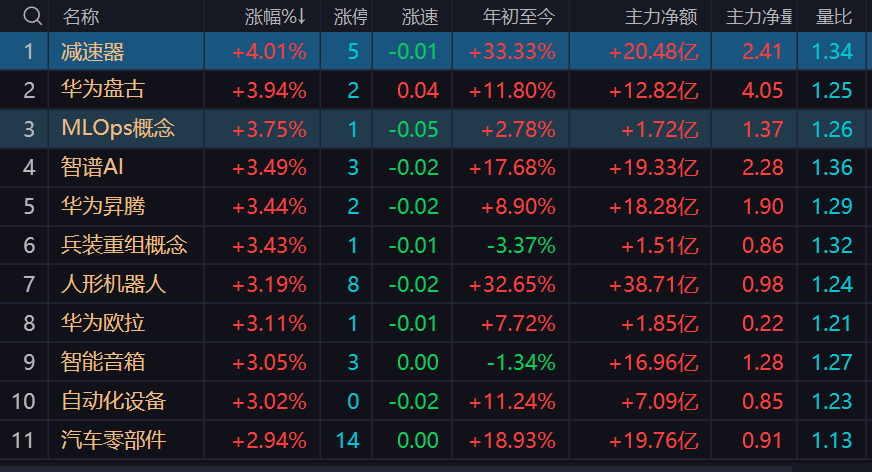 名称 涨幅%↓ 涨停 涨速 年初至今 主力净额 主力净量 量比
1 减速器 +4.01% 5 -0.01 +33.33% +20.48亿 2.41 1.34
2 华为盘古 +3.94% 2 0.04 +11.80% +12.82亿 4.05 1.25
3 MLOps概念 +3.75% 1 -0.05 +2.78% +1.72亿 1.37 1.26
4 智谱AI +3.49% 3 -0.02 +17.68% +19.33亿 2.28 1.36
5 华为昇腾 +3.44% 2 -0.02 +8.90% +18.28亿 1.90 1.29
6 兵装重组概念 +3.43% 1 -0.01 -3.37% +1.51亿 0.86 1.32
7 人形机器人 +3.19% 8 -0.02 +32.65% +38.71亿 0.98 1.24
8 华为欧拉 +3.11% 1 -0.01 +7.72% +1.85亿 0.22 1.21
9 智能音箱 +3.05% 3 0.00 -1.34% +16.96亿 1.28 1.27
10 自动化设备 +3.02% 0 -0.02 +11.24% +7.09亿 0.85 1.23
11 汽车零部件 +2.94% 14 0.00 +18.93% +19.76亿 0.91 1.13